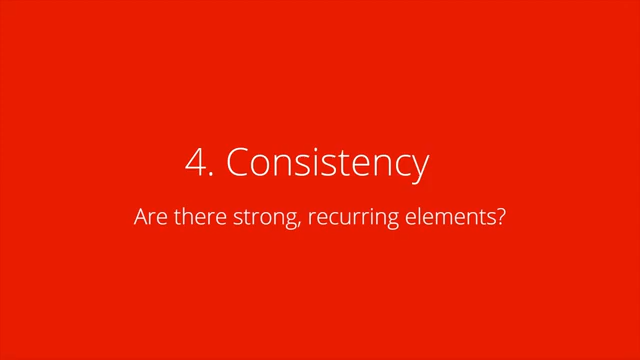 4. Consistency
Are there strong, recurring elements?